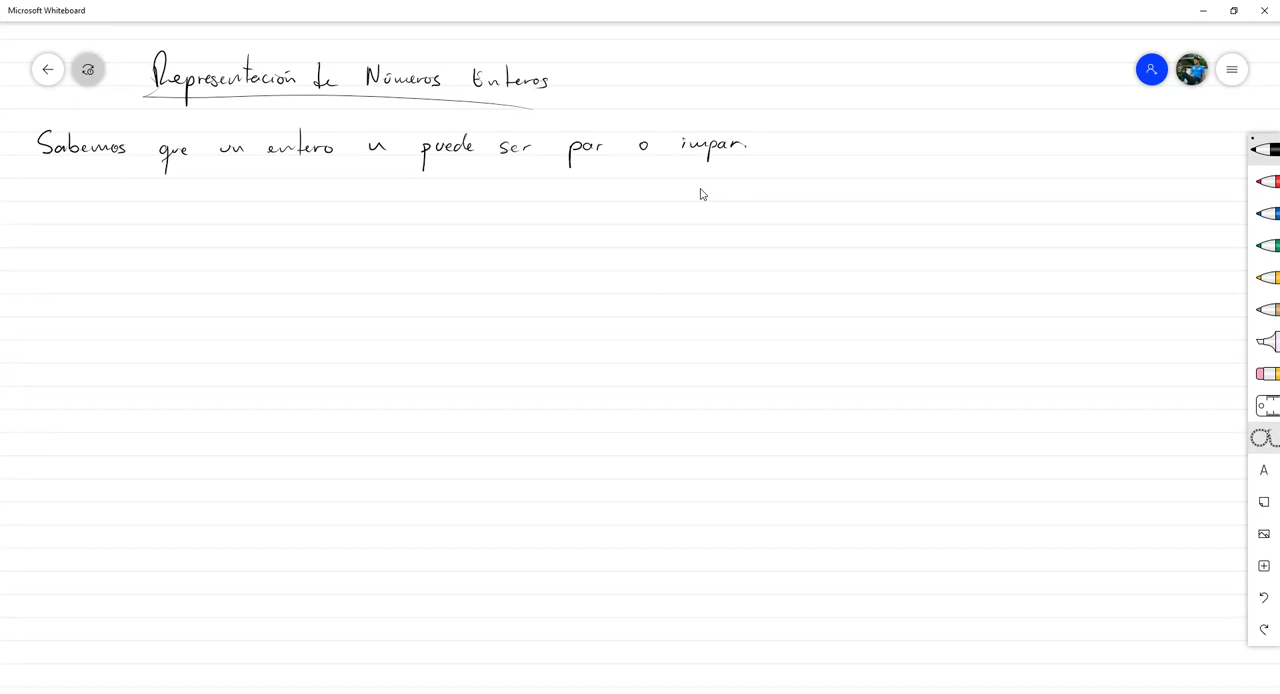 Microsoft Whiteboard
Representación de Números Enteros
Sabemos que un entero n puede ser par o impar.
A